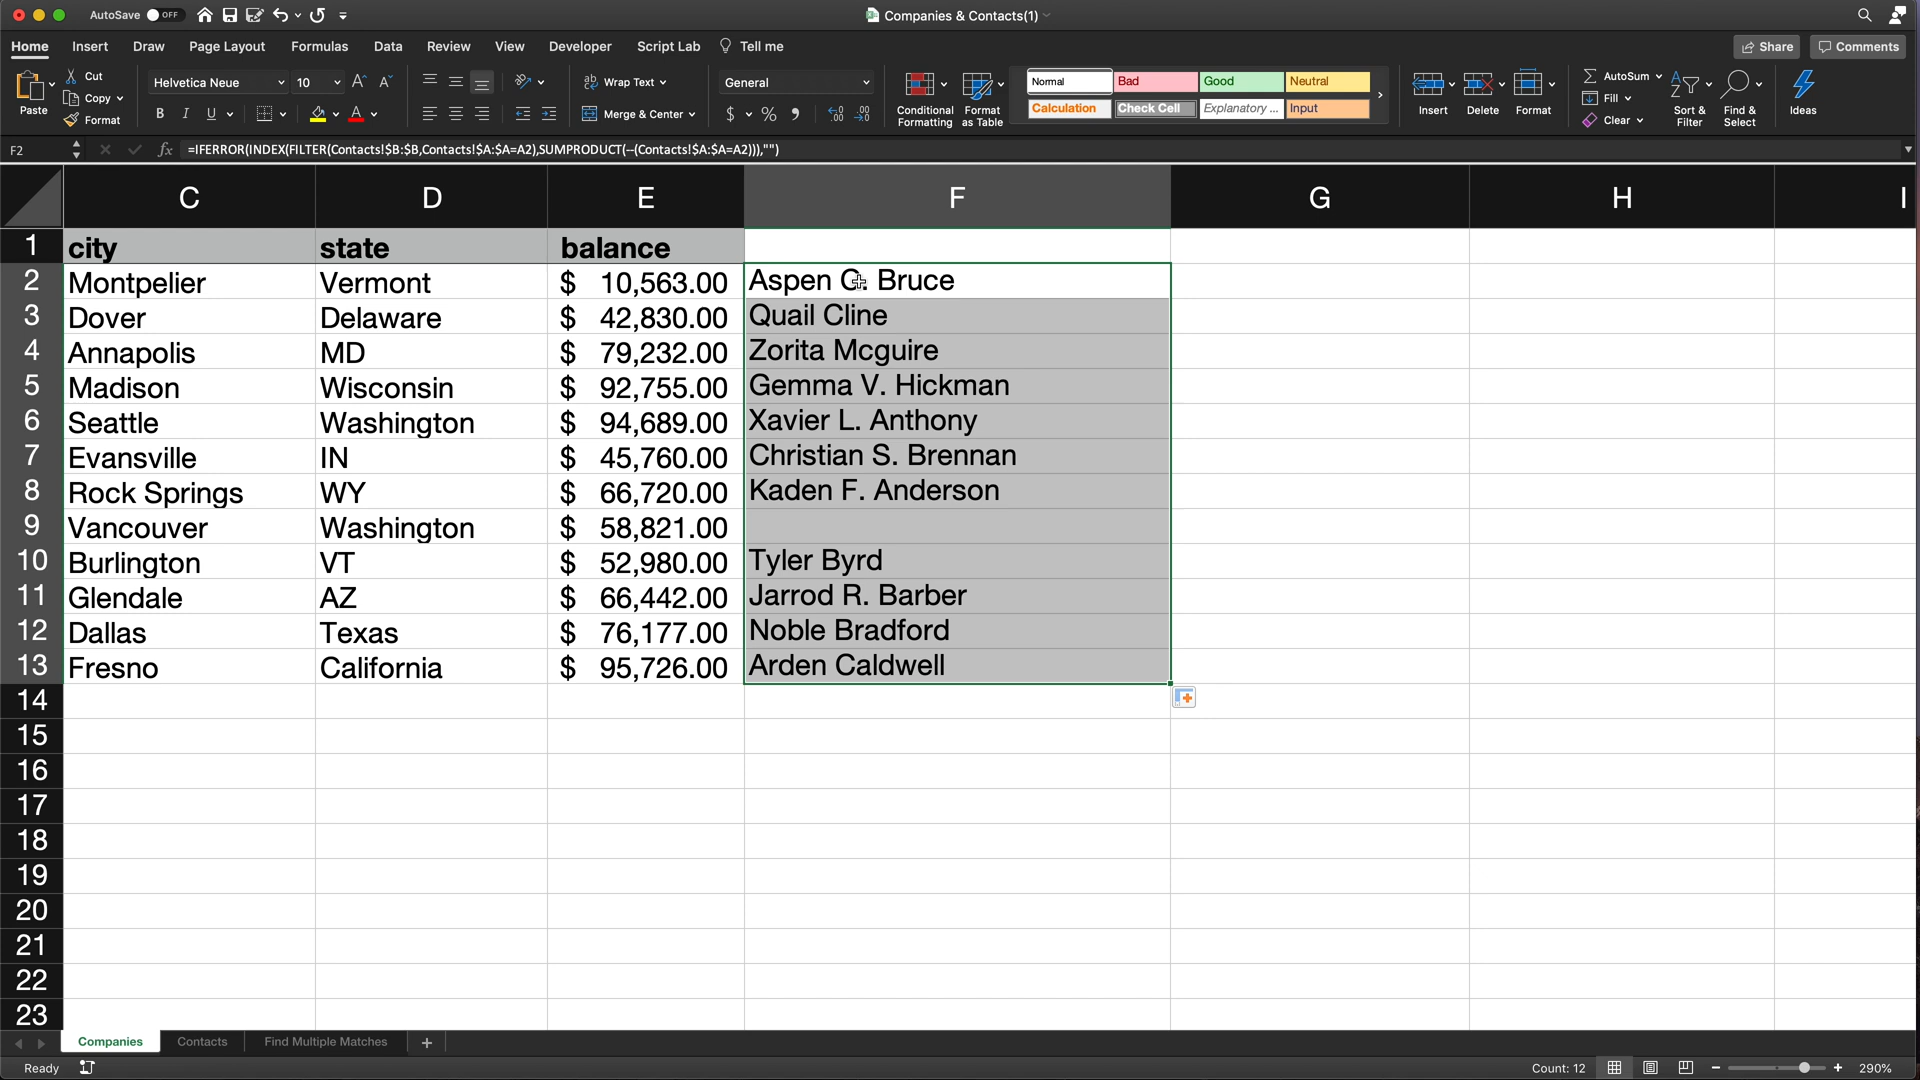 AutoSave OFF Companies & Contacts(1)
Home Insert Draw Page Layout Formulas Data Review View Developer Script Lab Tell me Share Comments
Paste Cut Copy Format
Helvetica Neue 10
B I U
Wrap Text
Merge & Center
General
$ %
Conditional Formatting
Format as Table
Normal Bad Good Neutral
Calculation Check Cell Explanatory ... Input
Insert Delete Format
AutoSum
Fill
Clear
Sort & Filter
Find & Select
Ideas
F2 fx =IFERROR(INDEX(FILTER(Contacts!$B:$B,Contacts!$A:$A=A2),SUMPRODUCT(--(Contacts!$A:$A=A2))),"")
C D E F G H I
1 city state balance
2 Montpelier Vermont $ 10,563.00 Aspen Bruce
3 Dover Delaware $ 42,830.00 Quail Cline
4 Annapolis MD $ 79,232.00 Zorita Mcguire
5 Madison Wisconsin $ 92,755.00 Gemma V. Hickman
6 Seattle Washington $ 94,689.00 Xavier L. Anthony
7 Evansville IN $ 45,760.00 Christian S. Brennan
8 Rock Springs WY $ 66,720.00 Kaden F. Anderson
9 Vancouver Washington $ 58,821.00
10 Burlington VT $ 52,980.00 Tyler Byrd
11 Glendale AZ $ 66,442.00 Jarrod R. Barber
12 Dallas Texas $ 76,177.00 Noble Bradford
13 Fresno California $ 95,726.00 Arden Caldwell
14
15
16
17
18
19
20
21
22
23
Companies Contacts Find Multiple Matches +
Ready Count: 12 290%